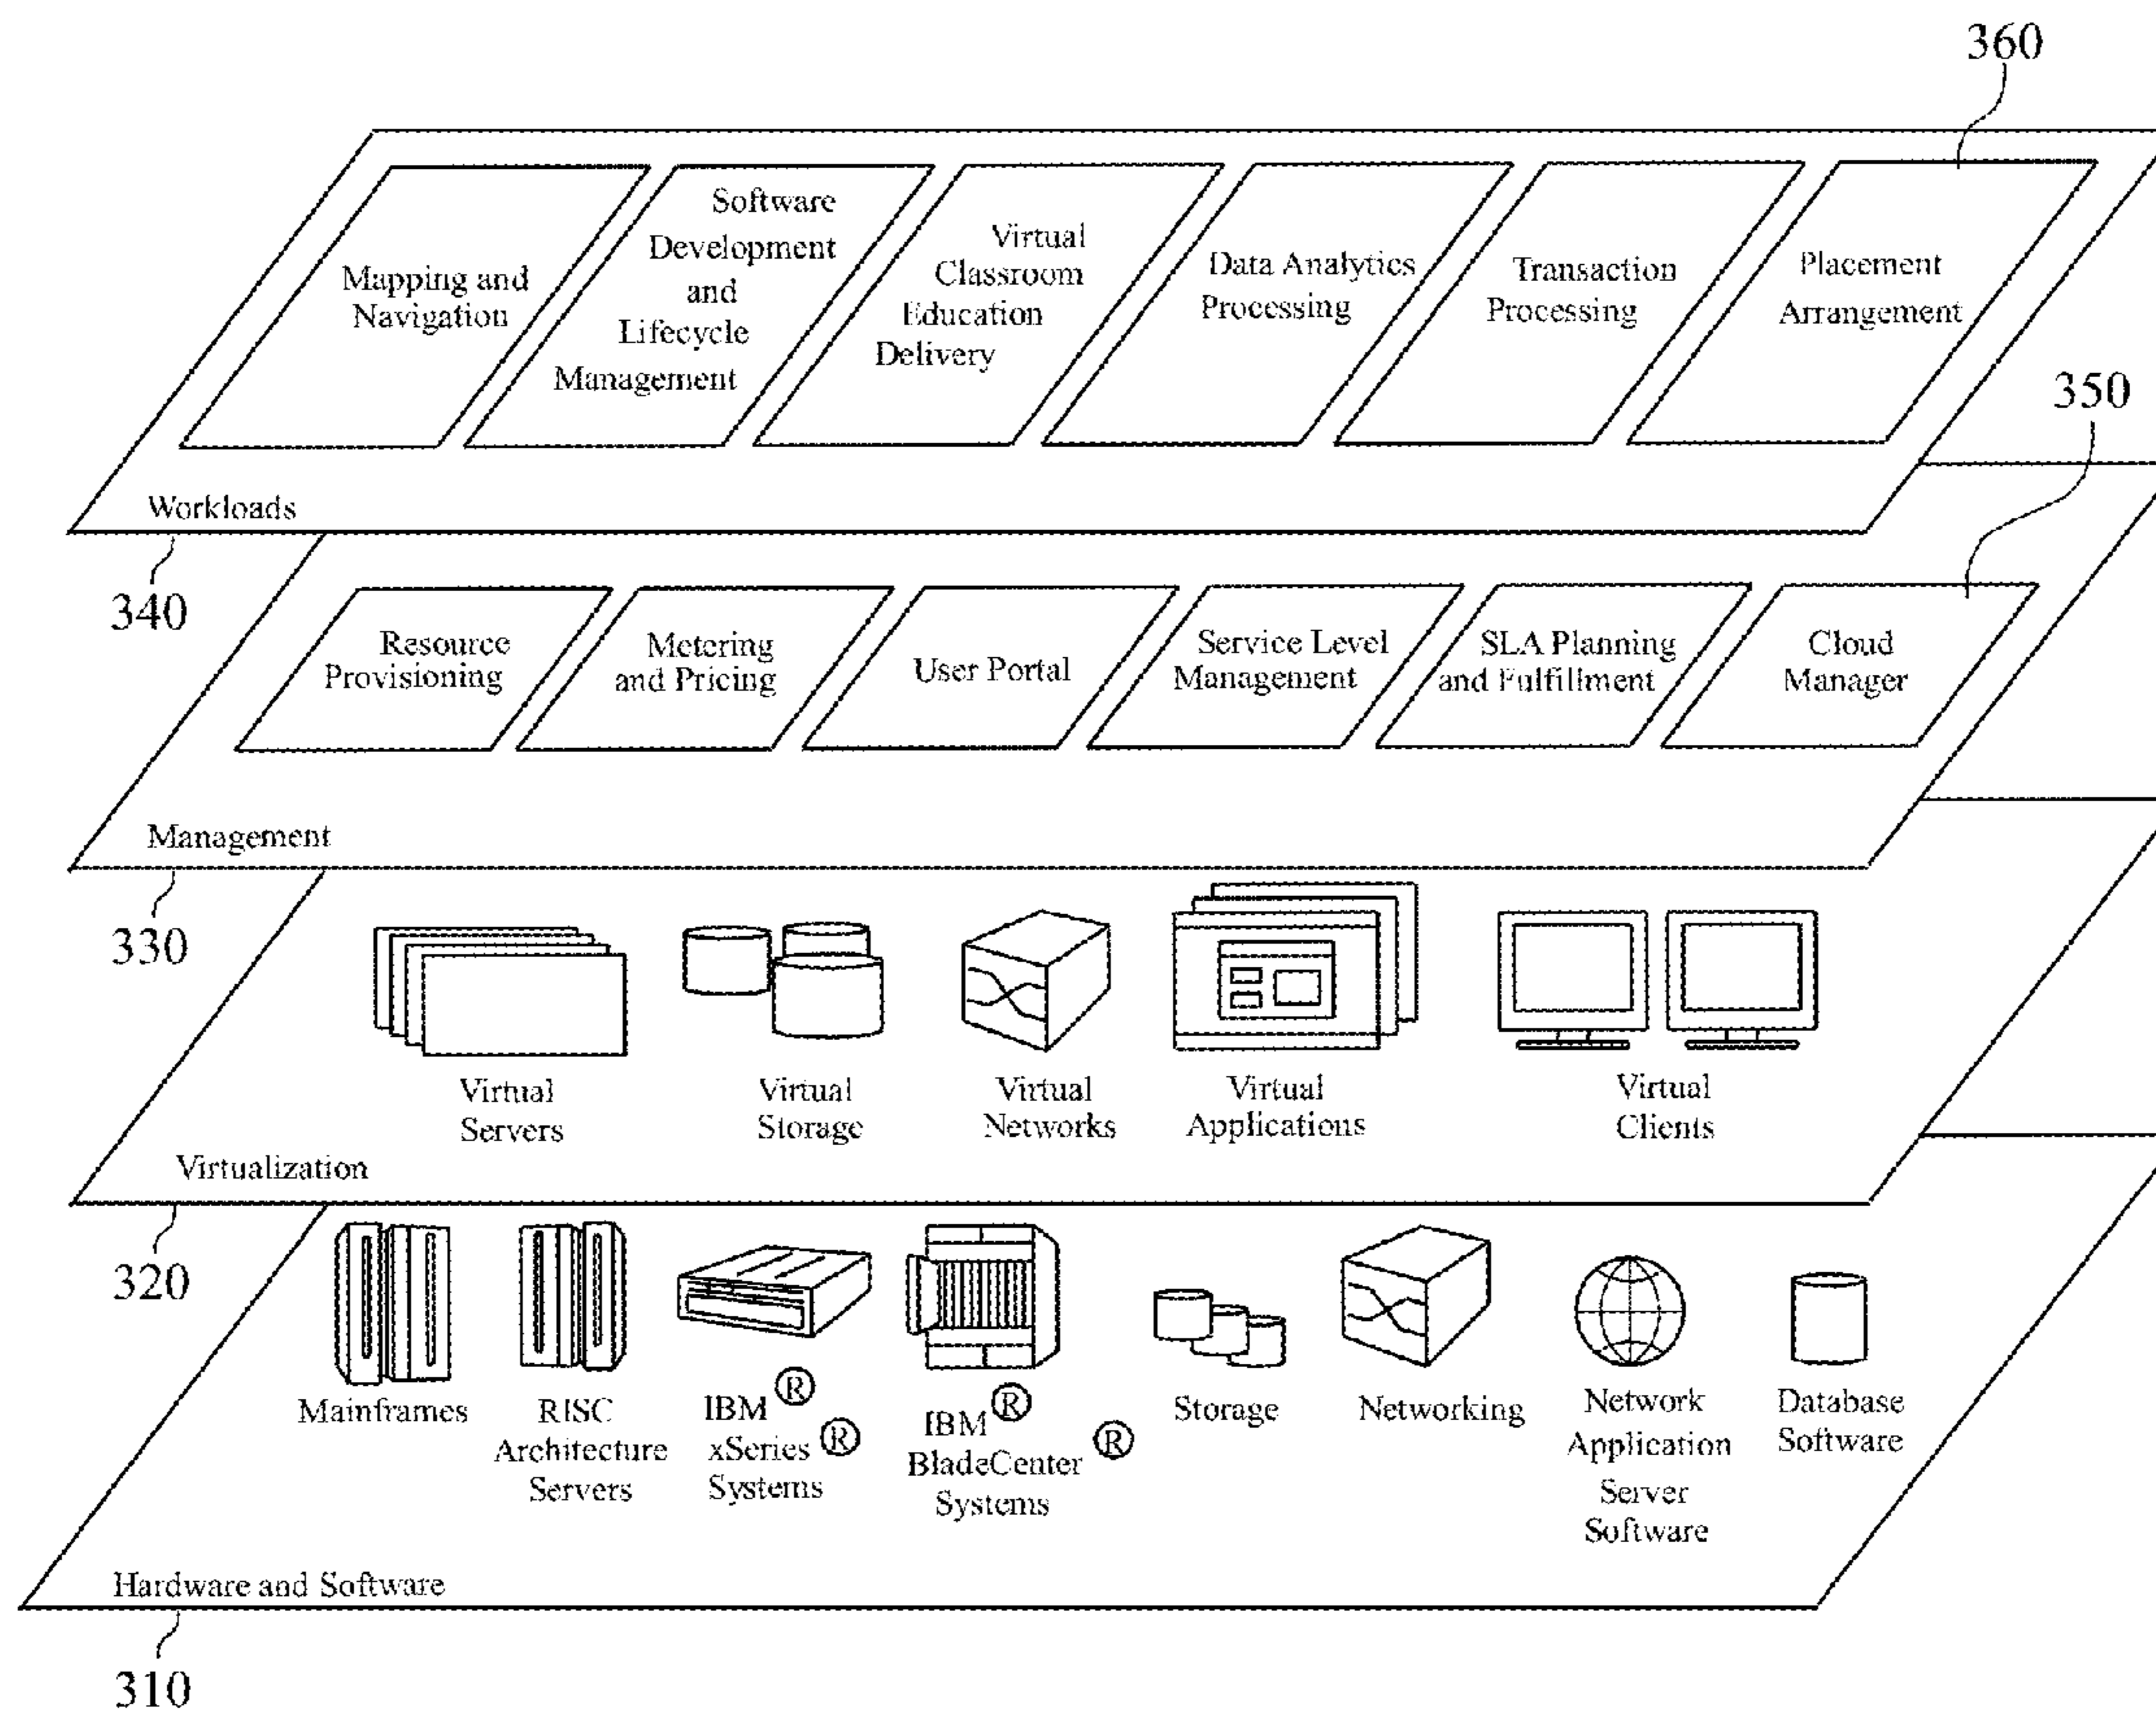 360
Mapping and
Navigation
Software
Development
and
Lifecycle
Management
Virtual
Classroom
Education
Delivery
Data Analytics
Processing
Transaction
Processing
Placement
Arrangement
350
Workloads
340
Resource
Provisioning
Metering
and Pricing
User Portal
Service Level
Management
SLA Planning
and Fulfillment
Cloud
Manager
Management
330
Virtual
Servers
Virtual
Storage
Virtual
Networks
Virtual
Applications
Virtual
Clients
Virtualization
320
Mainframes
RISC
Architecture
Servers
IBM ®
xSeries ®
Systems
IBM ®
BladeCenter ®
Systems
Storage
Networking
Network
Application
Server
Software
Database
Software
Hardware and Software
310